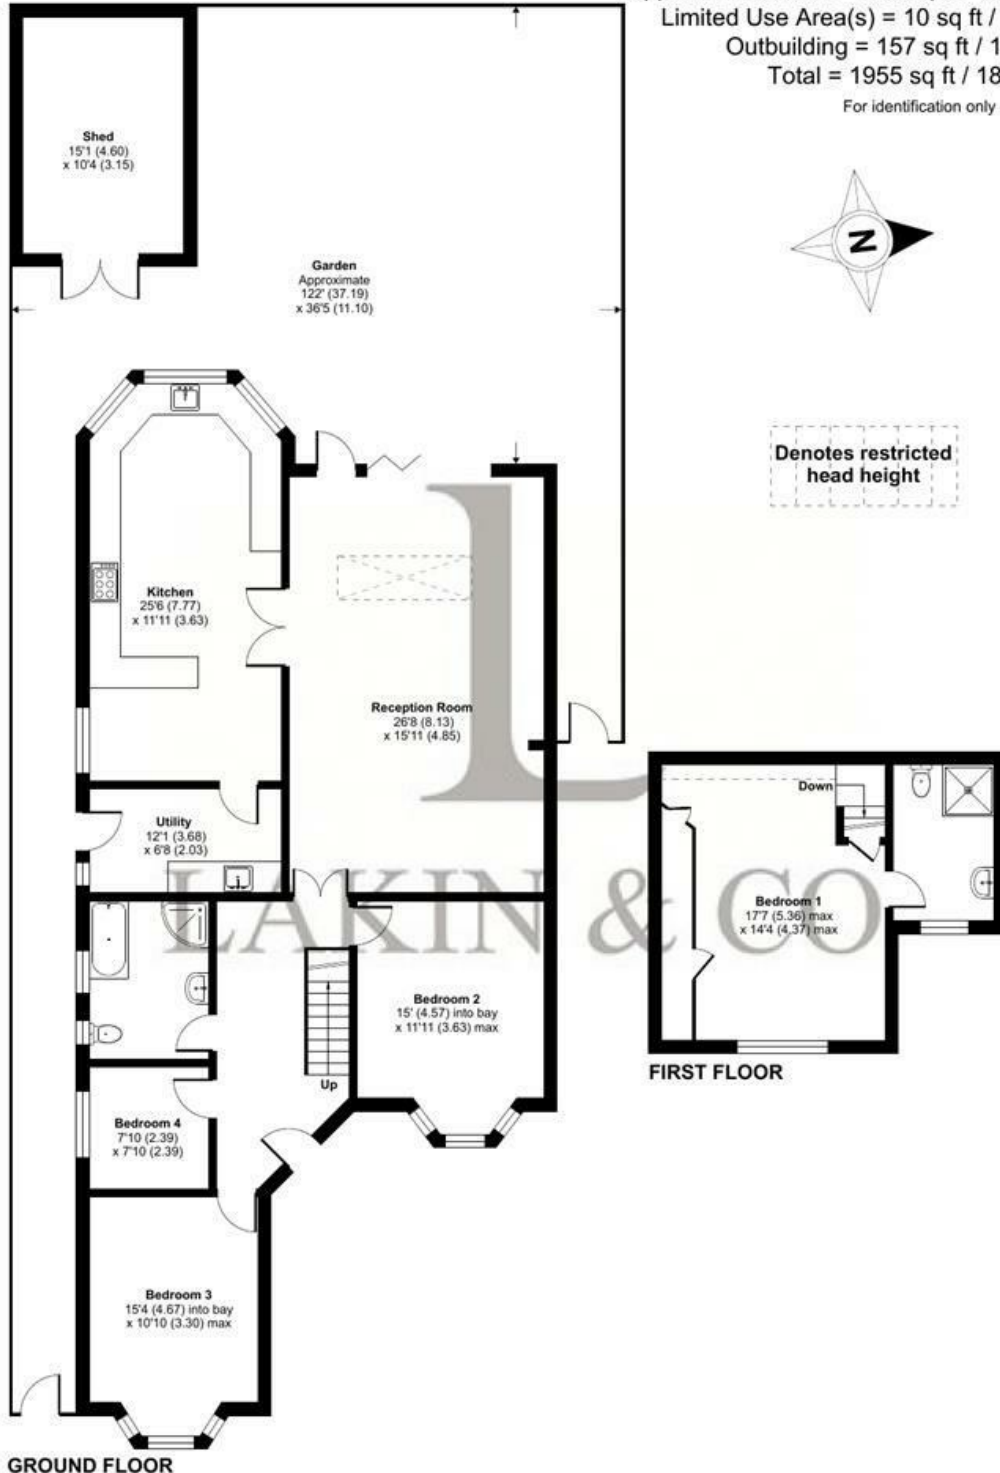 Limited Use Area(s) = 10 sq ft /
Outbuilding = 157 sq ft / 1
Total = 1955 sq ft / 18
For identification only
N
Shed
15'1 (4.60)
x 10'4 (3.15)
Garden
Approximate
122' (37.19)
x 36'5 (11.10)
Denotes restricted
head height
Kitchen
25'6 (7.77)
x 11'11 (3.63)
Reception Room
26'8 (8.13)
x 15'11 (4.85)
Utility
12'1 (3.68)
x 6'8 (2.03)
Down
Bedroom 1
17'7 (5.36) max
x 14'4 (4.37) max
L
LAKIN & CO
Bedroom 2
15' (4.57) into bay
x 11'11 (3.63) max
FIRST FLOOR
Up
Bedroom 4
7'10 (2.39)
x 7'10 (2.39)
Bedroom 3
15'4 (4.67) into bay
x 10'10 (3.30) max
GROUND FLOOR